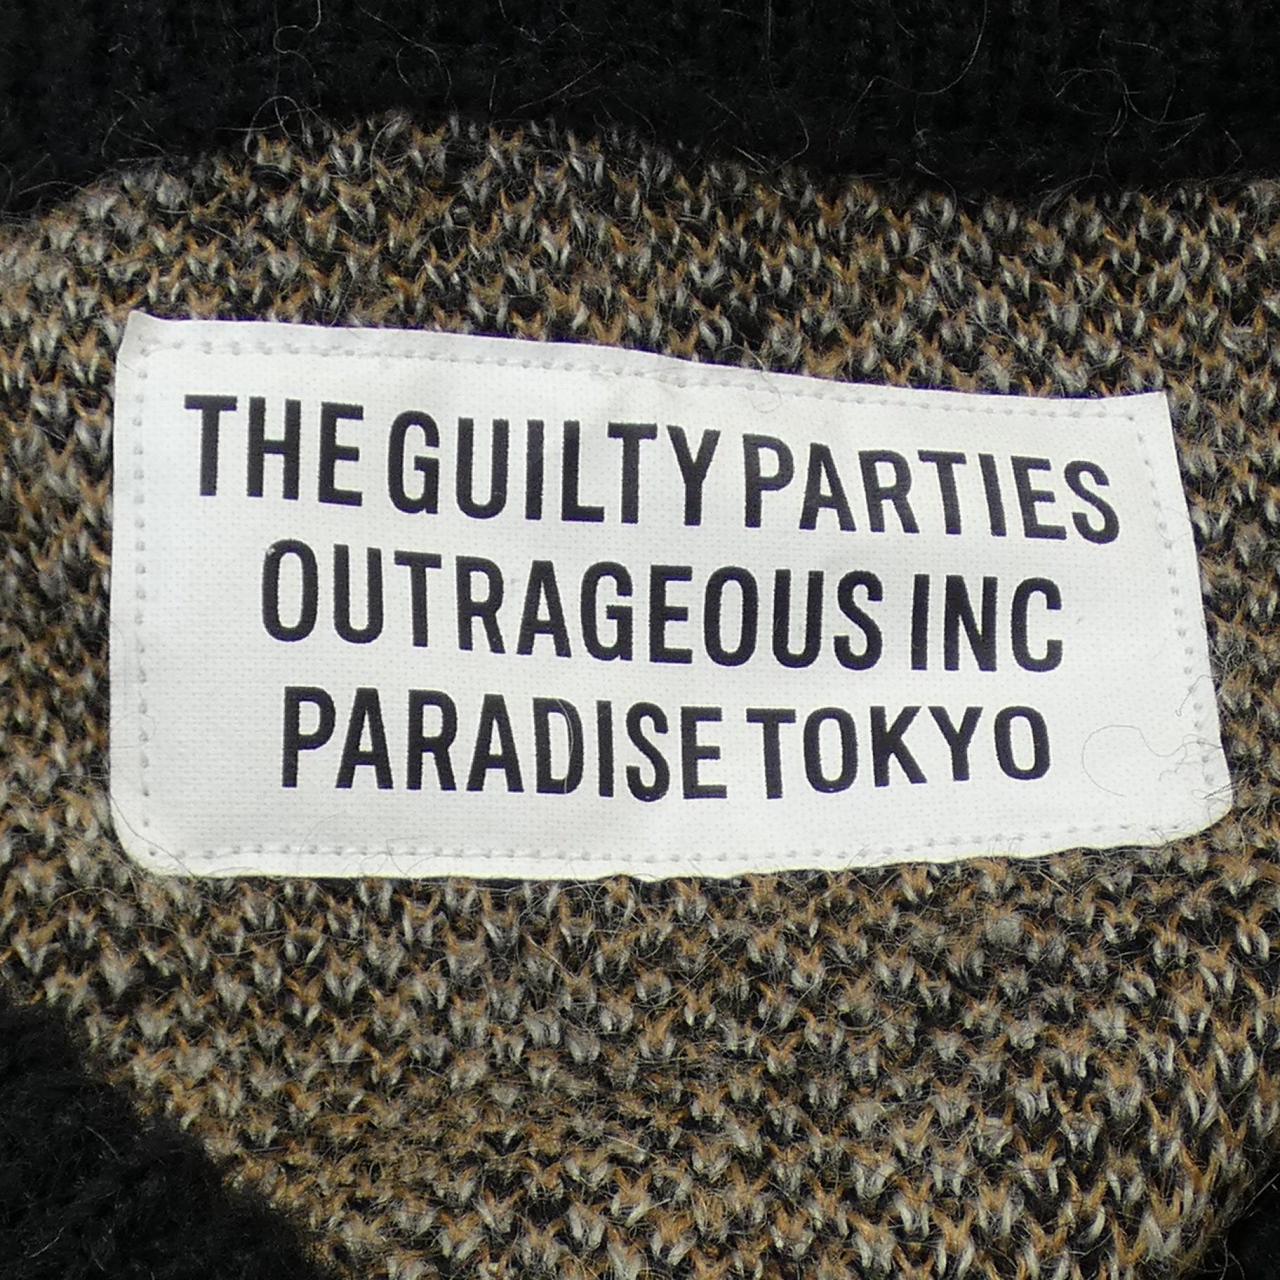 THE GUILTY PARTIES
OUTRAGEOUS INC
PARADISE TOKYO